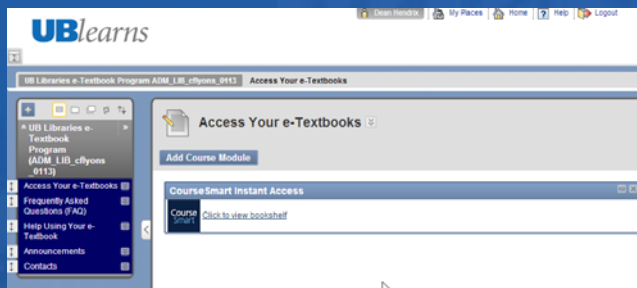 Dean Hendrix My Places Home Help Logout
UBlearns
UB Libraries e-Textbook Program ADM_LIB_cflyons_0113 Access Your e-Textbooks
UB Libraries e-
Textbook
Program
(ADM_LIB_cflyons
_0113)
Access Your e-Textbooks
Frequently Asked
Questions (FAQ)
Help Using Your e-
Textbook
Announcements
Contacts
Access Your e-Textbooks
Add Course Module
CourseSmart Instant Access
Course
Smart
Click to view bookshelf